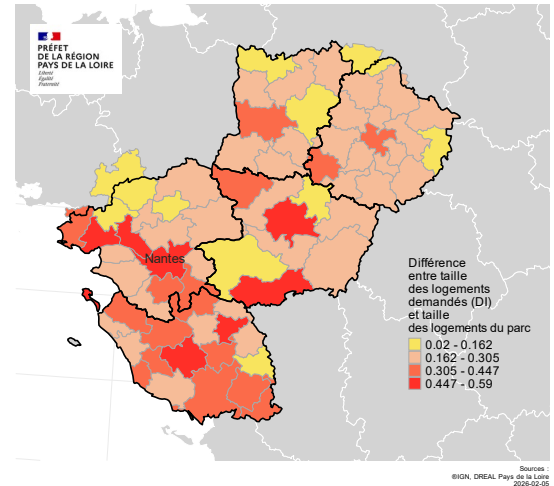 PRÉFET
DE LA RÉGION
PAYS DE LA LOIRE
Liberté
Égalité
Fraternité
Nantes
Différence
entre taille
des logements
demandés (DI)
et taille
des logements du parc
0.02 - 0.162
0.162 - 0.305
0.305 - 0.447
0.447 - 0.59
Sources :
©IGN, DREAL Pays de la Loire
2026-02-05